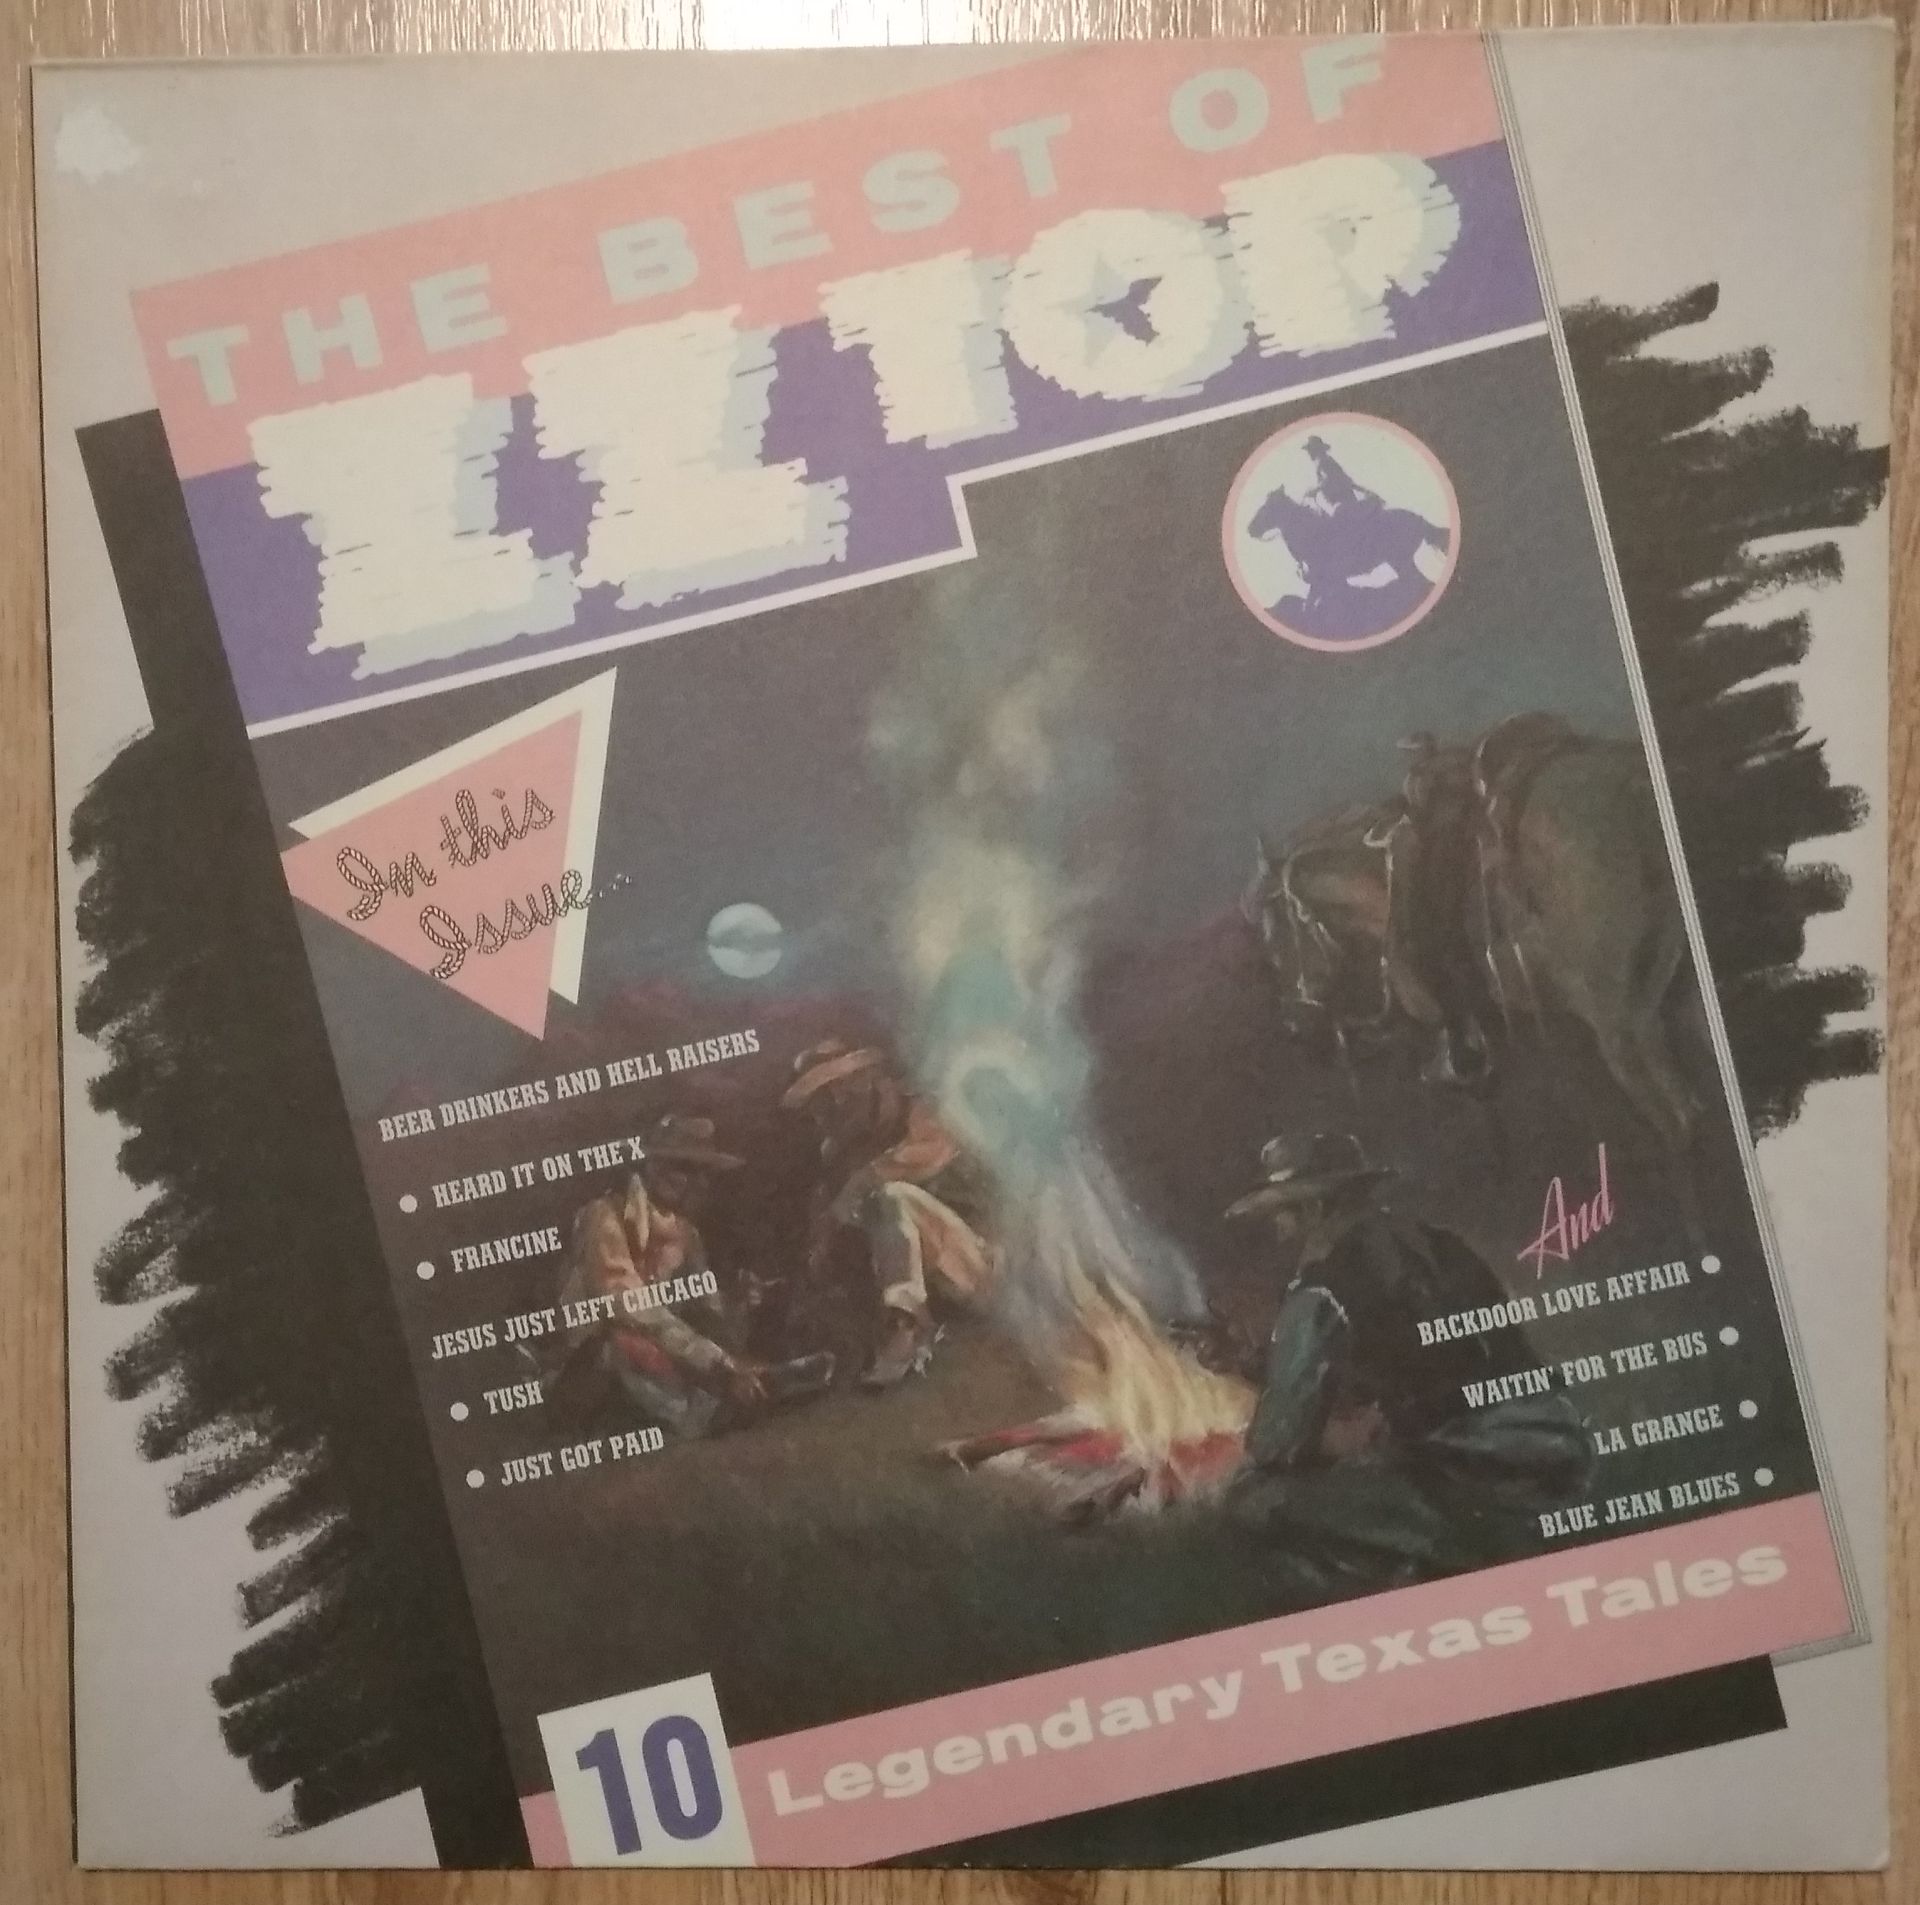 THE BEST OF
ZZ TOP
In this
Issue...
BEER DRINKERS AND HELL RAISERS
HEARD IT ON THE X
FRANCINE
JESUS JUST LEFT CHICAGO
TUSH
JUST GOT PAID
And
BACKDOOR LOVE AFFAIR
WAITIN' FOR THE BUS
LA GRANGE
BLUE JEAN BLUES
10 Legendary Texas Tales